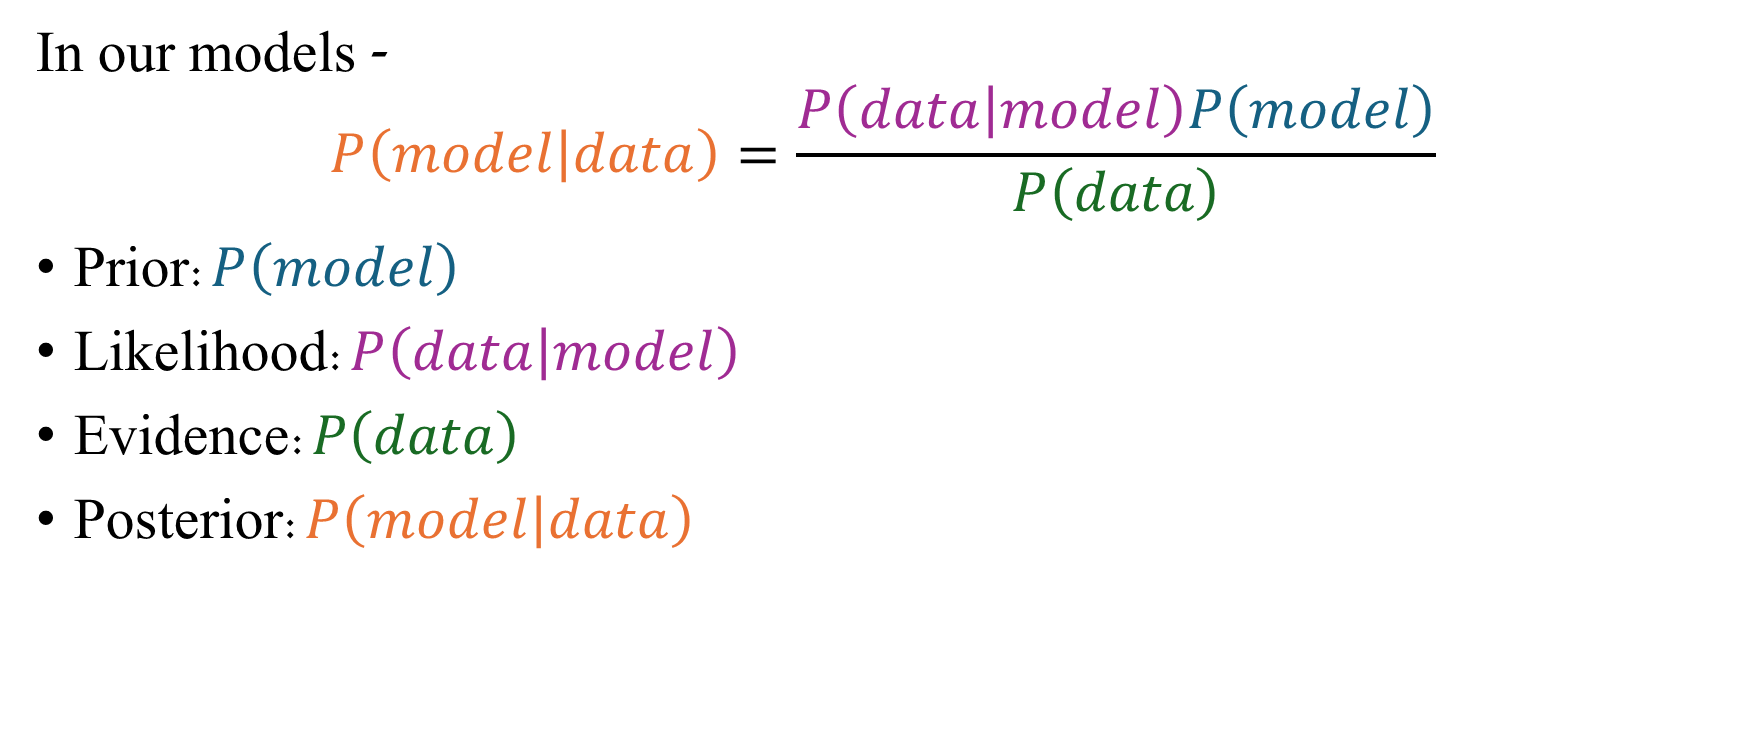 In our models -
P(model|data) = P(data|model)P(model) / P(data)
• Prior: P(model)
• Likelihood: P(data|model)
• Evidence: P(data)
• Posterior: P(model|data)